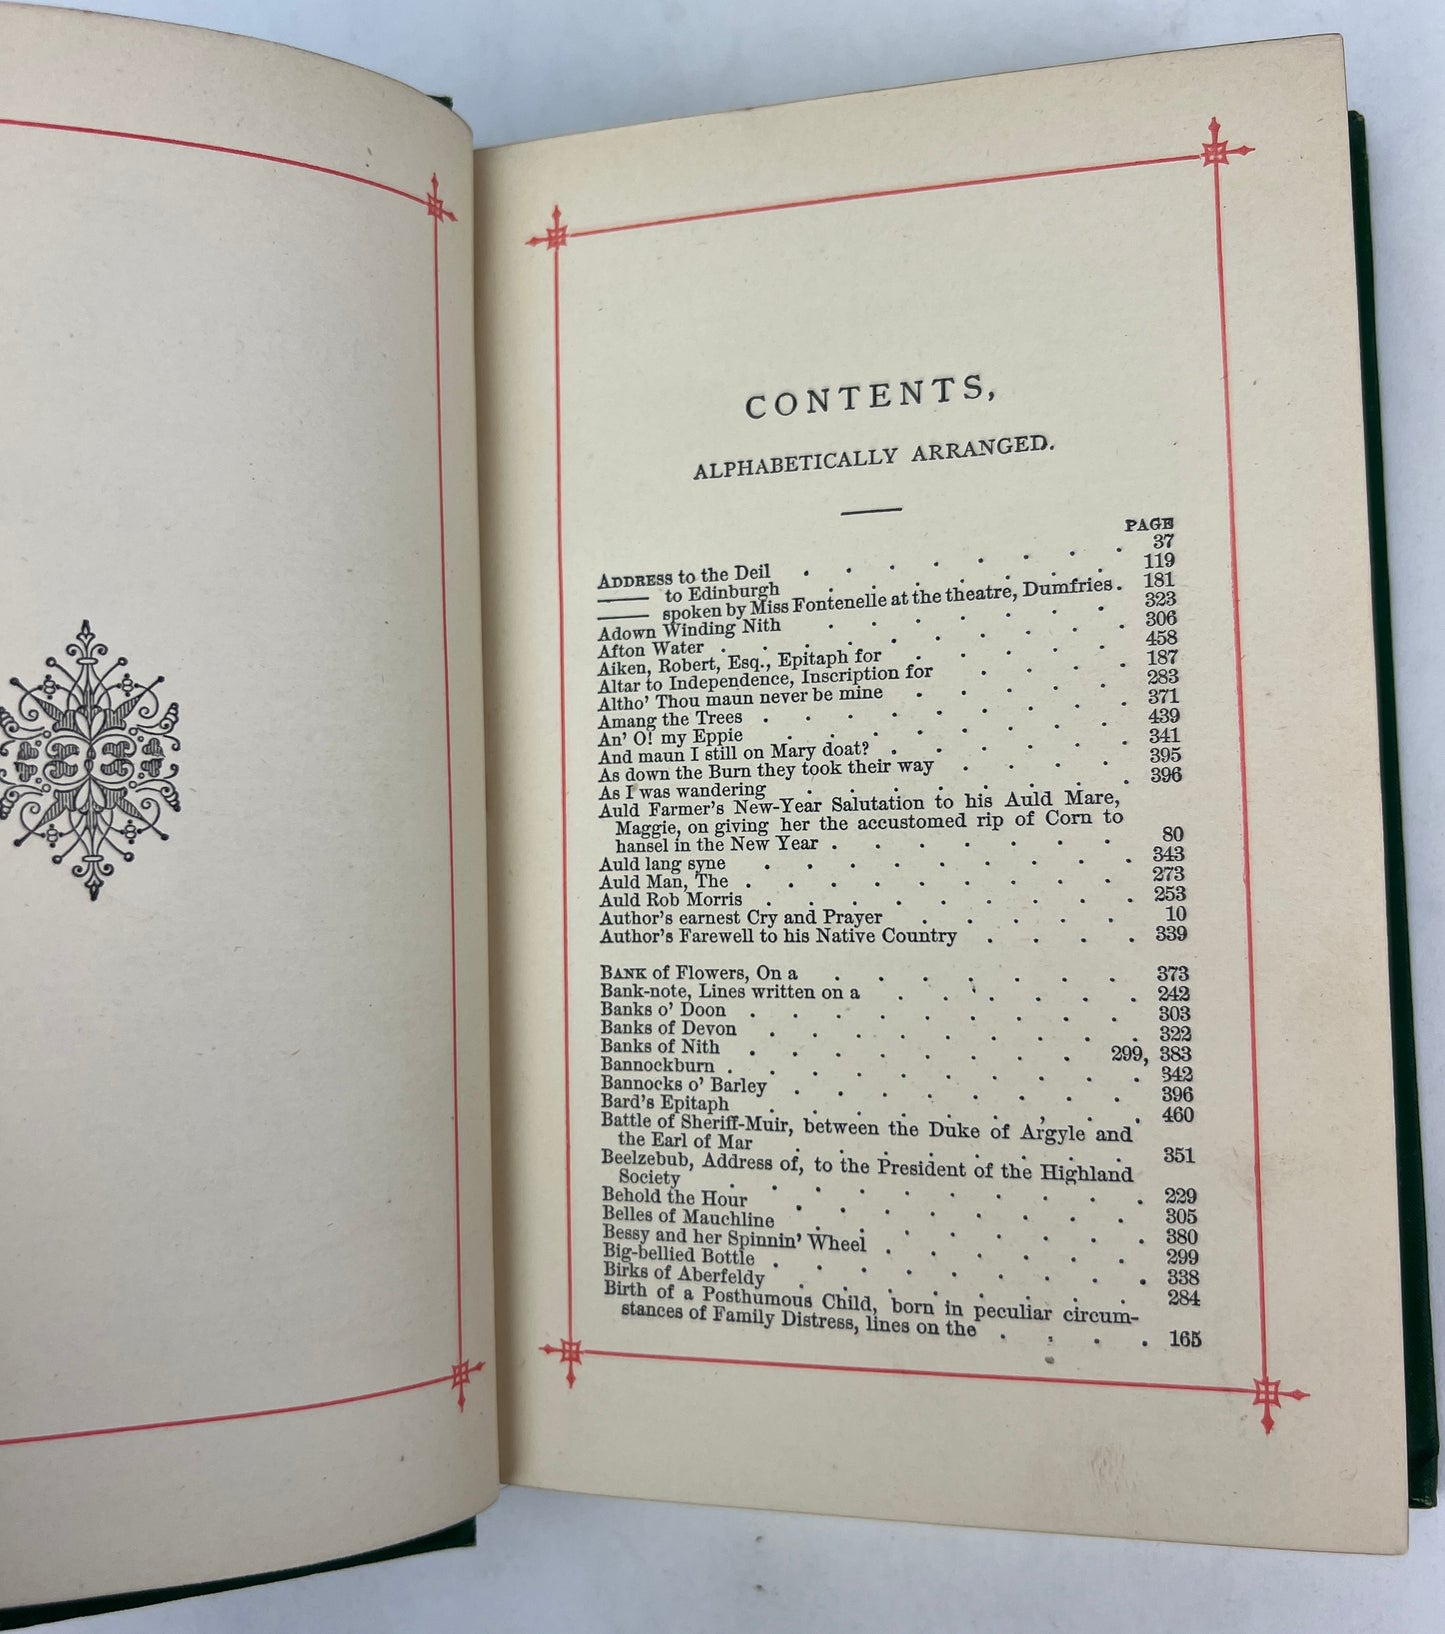 CONTENTS,
ALPHABETICALLY ARRANGED.
PAGE
ADDRESS to the Deil . . . . . . . . 37
—— to Edinburgh . . . . . . . 119
—— spoken by Miss Fontenelle at the theatre, Dumfries . 181
Adown Winding Nith . . . . . . . 323
Afton Water . . . . . . . . . 306
Aiken, Robert, Esq., Epitaph for . . . . . 458
Altar to Independence, Inscription for . . . . 187
Altho' Thou maun never be mine . . . . . 283
Amang the Trees . . . . . . . . . 371
An' O! my Eppie . . . . . . . . 439
And maun I still on Mary doat? . . . . . . 341
As down the Burn they took their way . . . . 395
As I was wandering . . . . . . . . 396
Auld Farmer's New-Year Salutation to his Auld Mare,
Maggie, on giving her the accustomed rip of Corn to
hansel in the New Year . . . . . . . 80
Auld lang syne . . . . . . . . . 343
Auld Man, The . . . . . . . . . 273
Auld Rob Morris . . . . . . . . . 253
Author's earnest Cry and Prayer . . . . . 10
Author's Farewell to his Native Country . . . . 339
BANK of Flowers, On a . . . . . . . 373
Bank-note, Lines written on a . . . . . . 242
Banks o' Doon . . . . . . . . . 303
Banks of Devon . . . . . . . . . 322
Banks of Nith . . . . . . . . 299, 383
Bannockburn . . . . . . . . . . 342
Bannocks o' Barley . . . . . . . . 396
Bard's Epitaph . . . . . . . . . 460
Battle of Sheriff-Muir, between the Duke of Argyle and
the Earl of Mar . . . . . . . . 351
Beelzebub, Address of, to the President of the Highland
Society . . . . . . . . . . 229
Behold the Hour . . . . . . . . 305
Belles of Mauchline . . . . . . . . 380
Bessy and her Spinnin' Wheel . . . . . . 299
Big-bellied Bottle . . . . . . . . . 338
Birks of Aberfeldy . . . . . . . . 284
Birth of a Posthumous Child, born in peculiar circum-
stances of Family Distress, lines on the . . . . 165